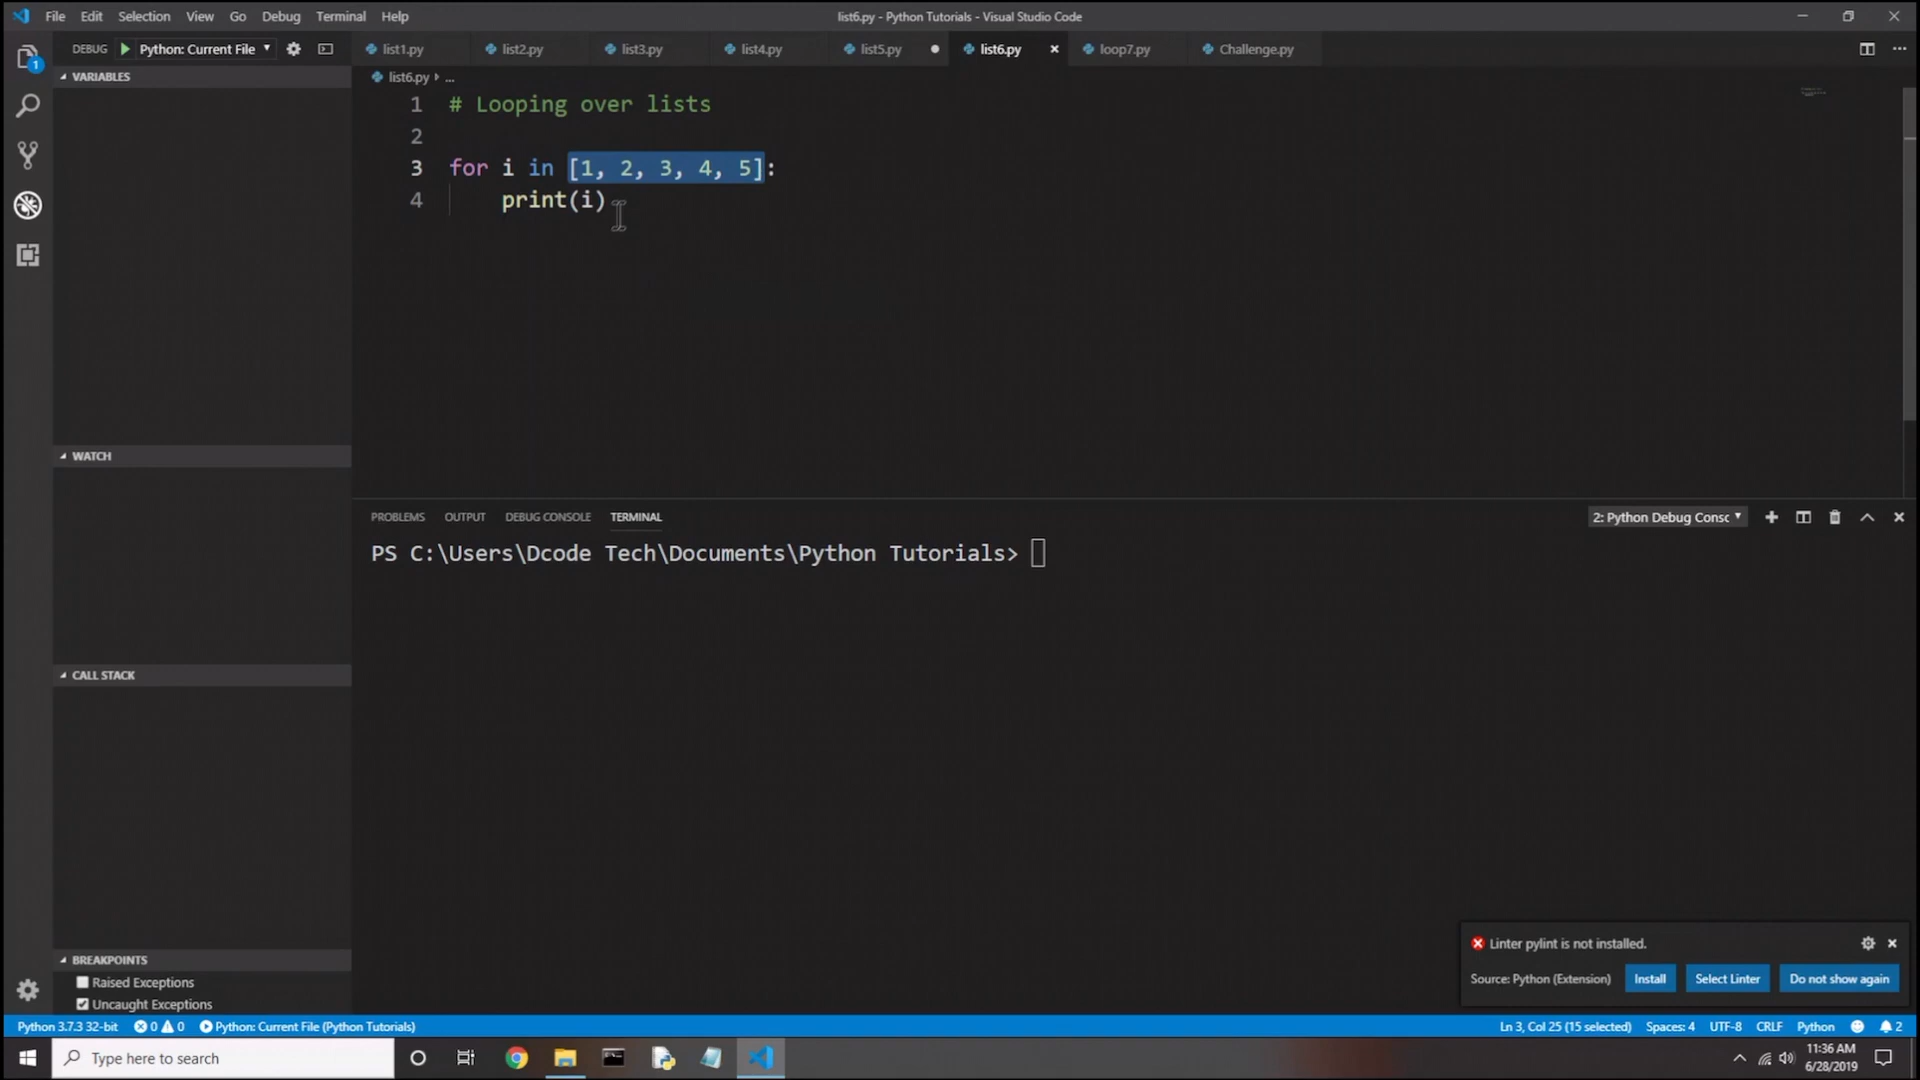 File Edit Selection View Go Debug Terminal Help
list6.py - Python Tutorials - Visual Studio Code
DEBUG Python: Current File
list1.py list2.py list3.py list4.py list5.py list6.py loop7.py Challenge.py
VARIABLES
list6.py ...
1 # Looping over lists
2
3 for i in [1, 2, 3, 4, 5]:
4 print(i)
WATCH
CALL STACK
BREAKPOINTS
Raised Exceptions
Uncaught Exceptions
PROBLEMS OUTPUT DEBUG CONSOLE TERMINAL
2: Python Debug Consc
PS C:\Users\Dcode Tech\Documents\Python Tutorials>
Linter pylint is not installed.
Source: Python (Extension) Install Select Linter Do not show again
Python 3.7.3 32-bit 0 0 Python: Current File (Python Tutorials)
Ln 3, Col 25 (15 selected) Spaces: 4 UTF-8 CRLF Python 2
1
Type here to search
11:36 AM
6/28/2019